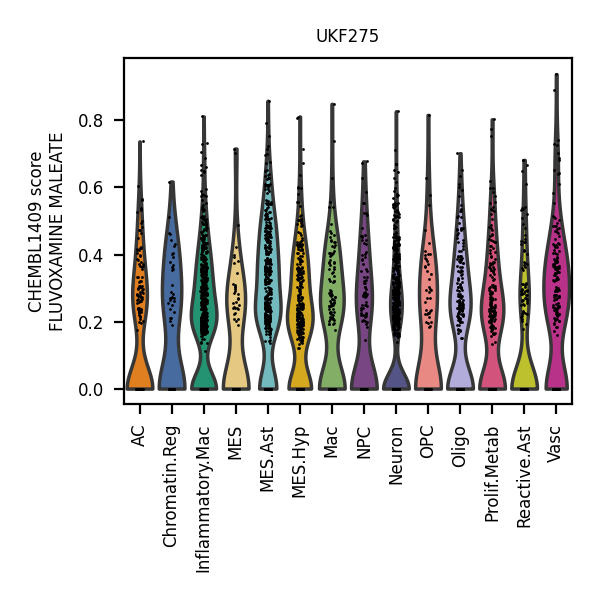 UKF275
CHEMBL1409 score
FLUVOXAMINE MALEATE
0.8
0.6
0.4
0.2
0.0
AC
Chromatin.Reg
Inflammatory.Mac
MES
MES.Ast
MES.Hyp
Mac
NPC
Neuron
OPC
Oligo
Prolif.Metab
Reactive.Ast
Vasc